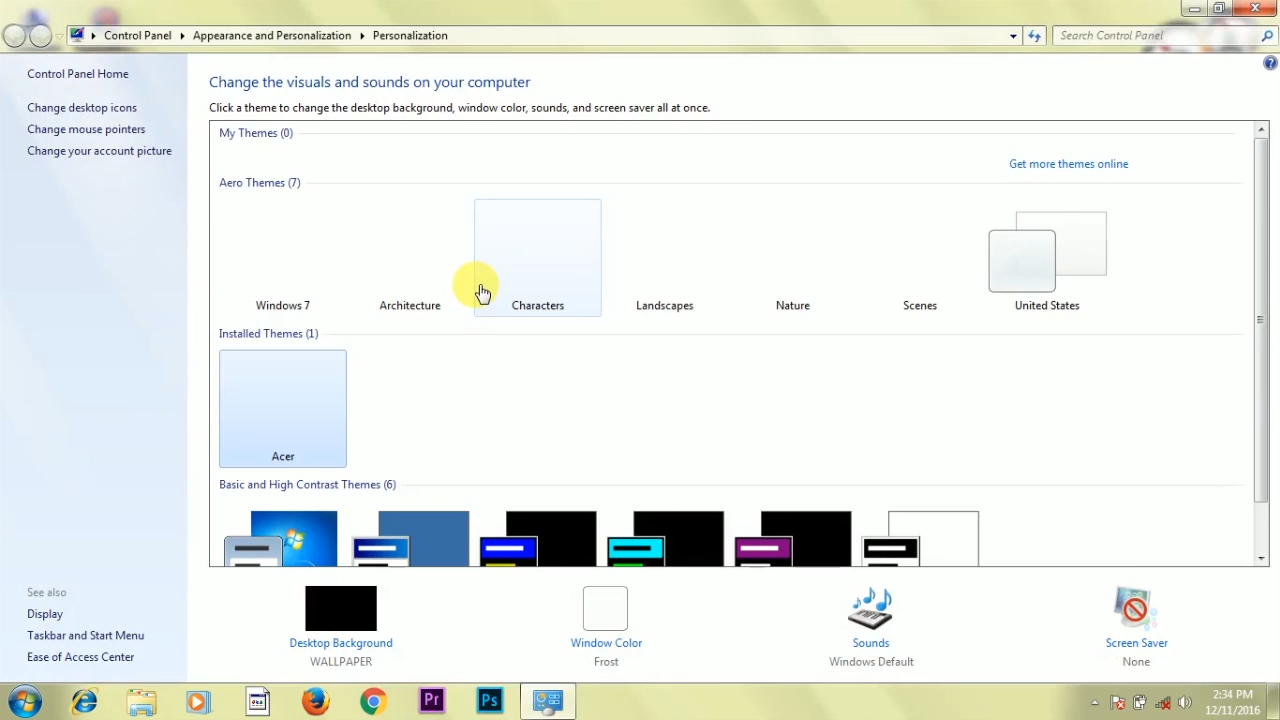 Control Panel Appearance and Personalization Personalization Search Control Panel
Control Panel Home
Change desktop icons
Change mouse pointers
Change your account picture
Change the visuals and sounds on your computer
Click a theme to change the desktop background, window color, sounds, and screen saver all at once.
My Themes (0)
Get more themes online
Aero Themes (7)
Windows 7 Architecture Characters Landscapes Nature Scenes United States
Installed Themes (1)
Acer
Basic and High Contrast Themes (6)
See also
Display
Taskbar and Start Menu
Ease of Access Center
Desktop Background Window Color Sounds Screen Saver
WALLPAPER Frost Windows Default None
Pr Ps
2:34 PM
12/11/2016